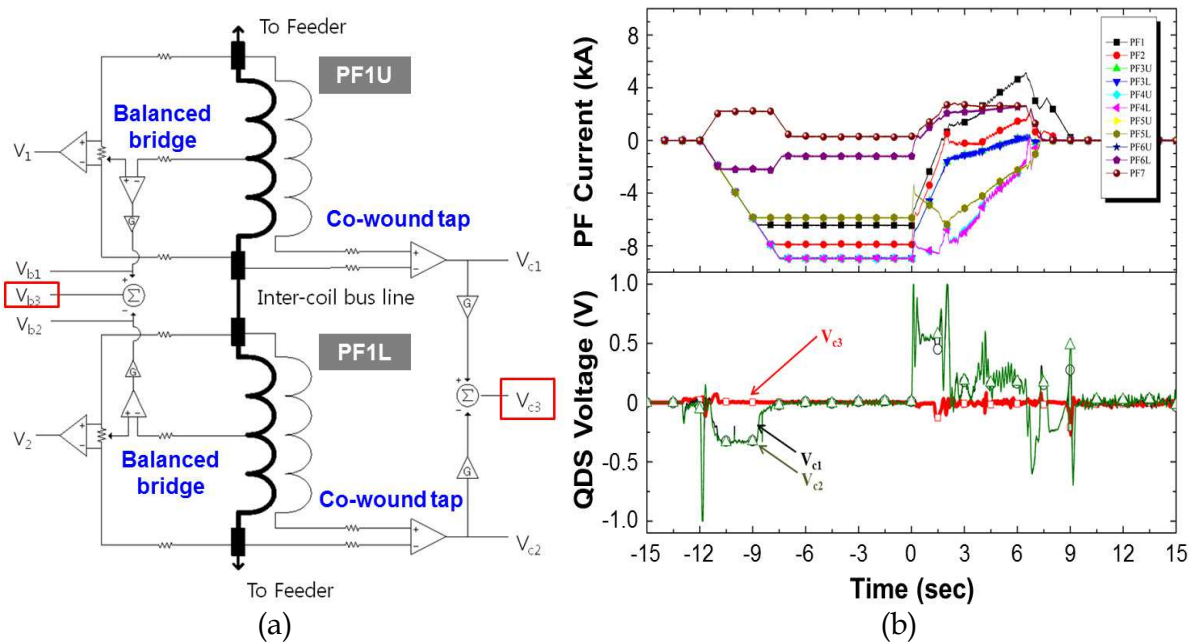 To Feeder
PF1U
Balanced
bridge
V1
+
−
+ −
G
Co-wound tap
+
−
Vc1
Vb1
+
Vb3
Σ
Inter-coil bus line
G
Vb2
−
PF1L
+
Σ
Vc3
−
G
V2
+
−
+ −
Balanced
bridge
G
Co-wound tap
+
−
Vc2
To Feeder
(a)
PF Current (kA)
8
4
0
-4
-8
PF1
PF2
PF3U
PF3L
PF4U
PF4L
PF5U
PF5L
PF6U
PF6L
PF7
QDS Voltage (V)
1.0
0.5
0.0
-0.5
-1.0
Vc3
Vc1
Vc2
-15 -12 -9 -6 -3 0 3 6 9 12 15
Time (sec)
(b)